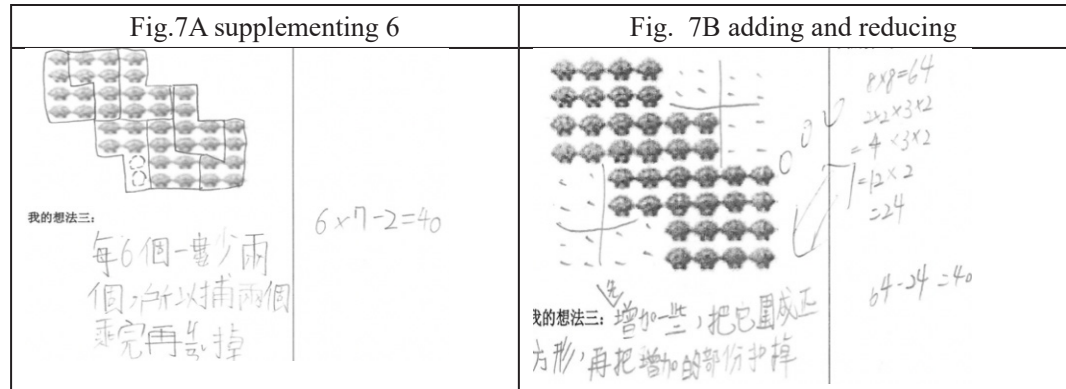 Fig.7A supplementing 6
Fig. 7B adding and reducing
我的想法三:
每6個一數少兩
個,所以捕兩個
乘完再扣掉
6×7-2=40
8×8=64
2×2×3×2
=4×3×2
=12×2
=24
64-24=40
我的想法三: 先增加一些,把它圍成正
方形,再把增加的部份扣掉